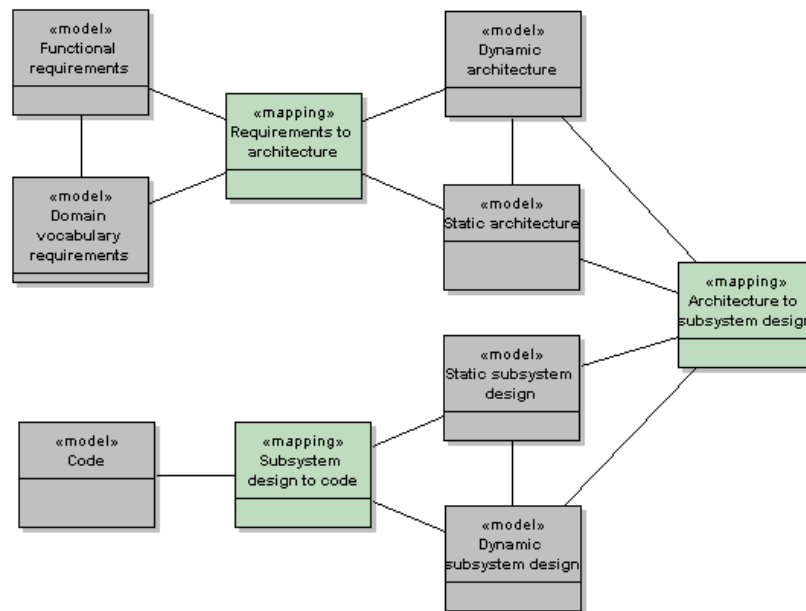 «model»
Functional
requirements
«model»
Dynamic
architecture
«mapping»
Requirements to
architecture
«model»
Domain
vocabulary
requirements
«model»
Static architecture
«mapping»
Architecture to
subsystem design
«model»
Static subsystem
design
«model»
Code
«mapping»
Subsystem
design to code
«model»
Dynamic
subsystem design